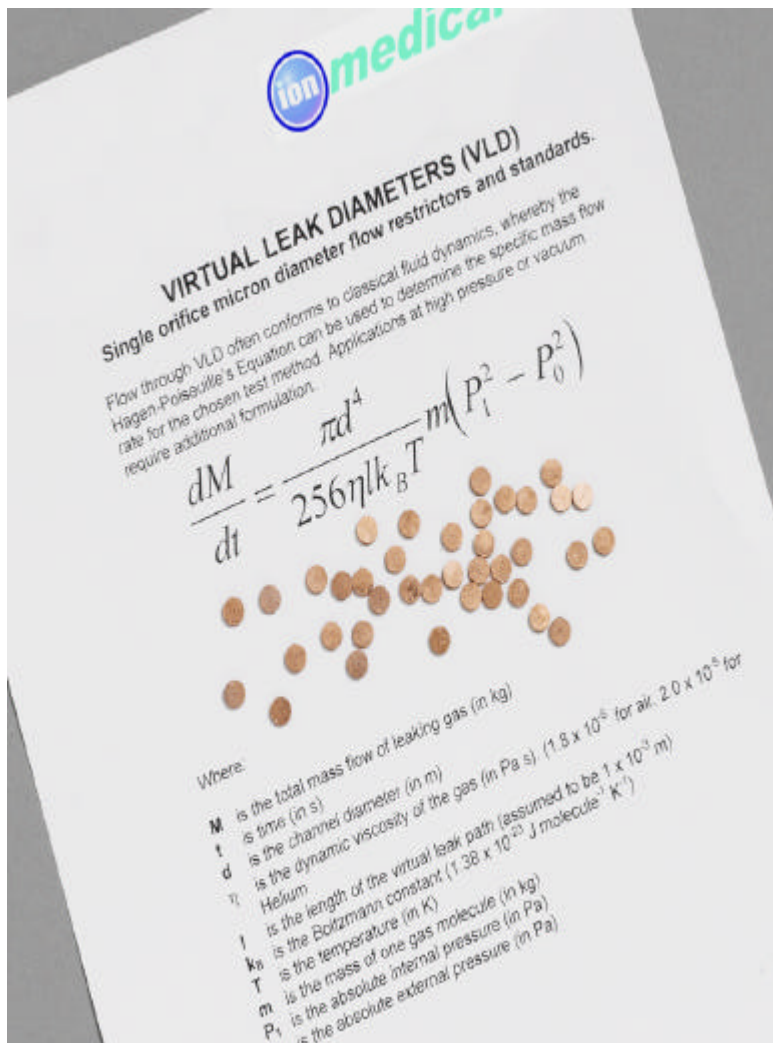 ion medical
VIRTUAL LEAK DIAMETERS (VLD)
Single orifice micron diameter flow restrictors and standards.
Flow through VLD often conforms to classical fluid dynamics, whereby the
Hagen-Poiseuille's Equation can be used to determine the specific mass flow
rate for the chosen test method. Applications at high pressure or vacuum
require additional formulation.
dM/dt = πd⁴/256ηlk_BT m(P₁² − P₀²)
Where:
M is the total mass flow of leaking gas (in kg)
t is time (in s)
d is the channel diameter (in m)
η is the dynamic viscosity of the gas (in Pa s). (1.8 x 10⁻⁵ for air, 2.0 x 10⁻⁵ for
Helium
l is the length of the virtual leak path (assumed to be 1 x 10⁻³ m)
k_B is the Boltzmann constant (1.38 x 10⁻²³ J molecule⁻¹ K⁻¹)
T is the temperature (in K)
m is the mass of one gas molecule (in kg)
P₁ is the absolute internal pressure (in Pa)
is the absolute external pressure (in Pa)